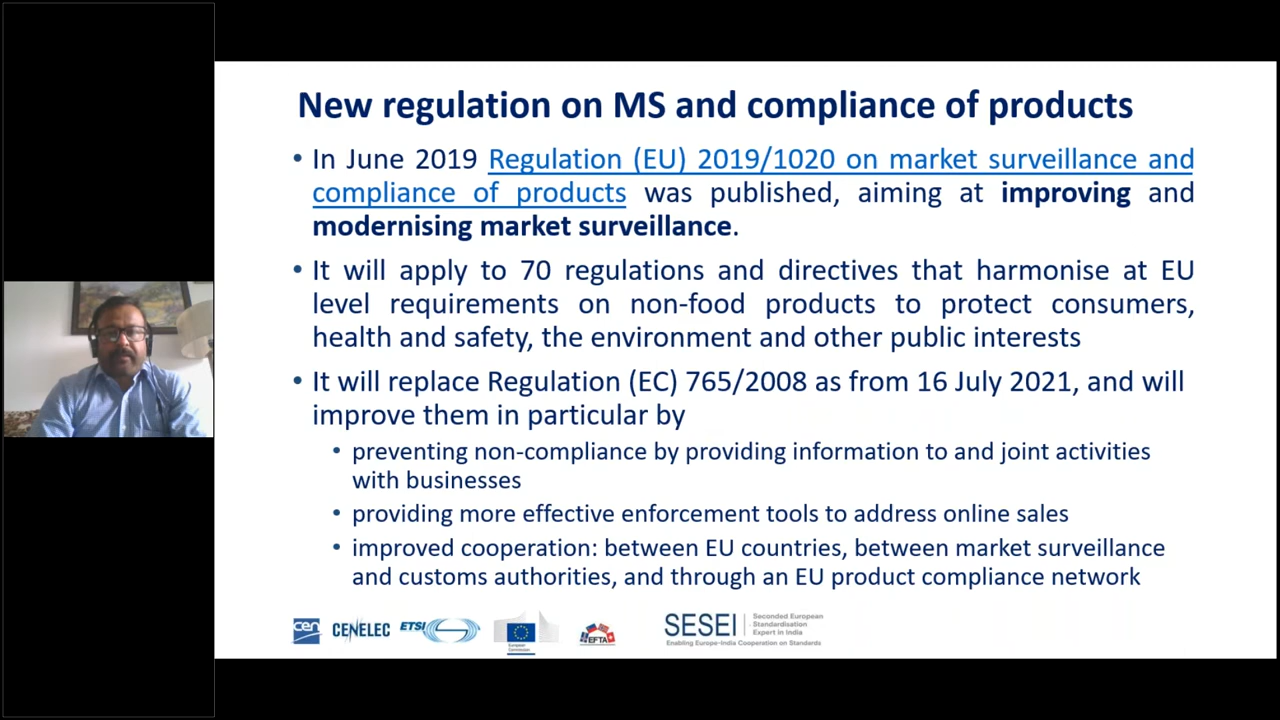 New regulation on MS and compliance of products
• In June 2019 Regulation (EU) 2019/1020 on market surveillance and
compliance of products was published, aiming at improving and
modernising market surveillance.
• It will apply to 70 regulations and directives that harmonise at EU
level requirements on non-food products to protect consumers,
health and safety, the environment and other public interests
• It will replace Regulation (EC) 765/2008 as from 16 July 2021, and will
improve them in particular by
• preventing non-compliance by providing information to and joint activities
with businesses
• providing more effective enforcement tools to address online sales
• improved cooperation: between EU countries, between market surveillance
and customs authorities, and through an EU product compliance network
cen
CENELEC
ETSI
European
Commission
EFTA
SESEI
Seconded European
Standardisation
Expert in India
Enabling Europe-India Cooperation on Standards